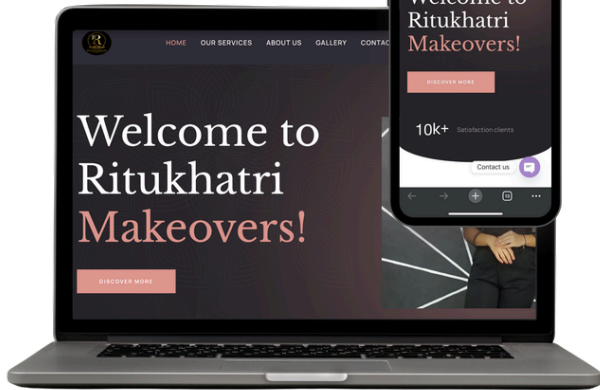 HOME OUR SERVICES ABOUT US GALLERY CONTAC
Welcome to
Ritukhatri
Makeovers!
DISCOVER MORE
Welcome to
Ritukhatri
Makeovers!
DISCOVER MORE
10k+ Satisfaction clients
Contact us